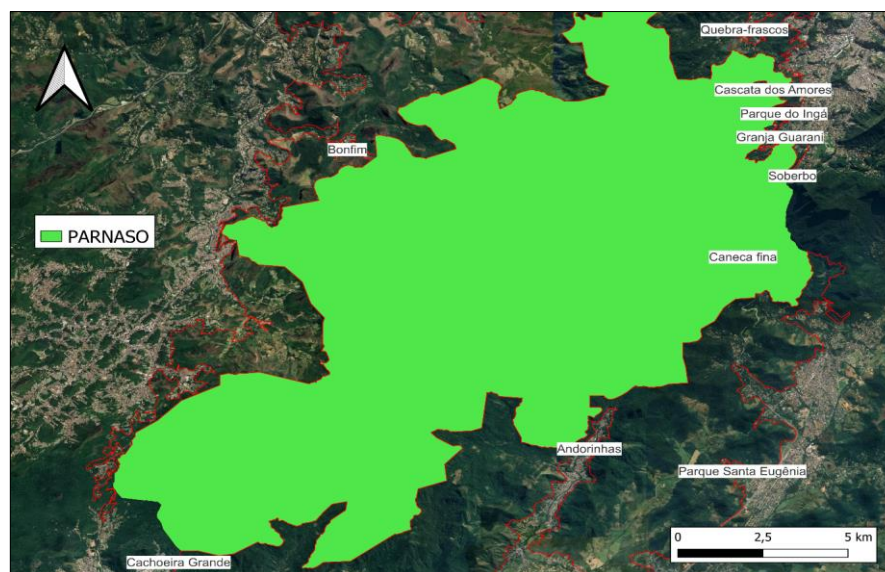 Quebra-frascos
Cascata dos Amores
Parque do Ingá
Granja Guarani
Bonfim
Soberbo
PARNASO
Caneca fina
Andorinhas
Parque Santa Eugênia
0 2,5 5 km
Cachoeira Grande